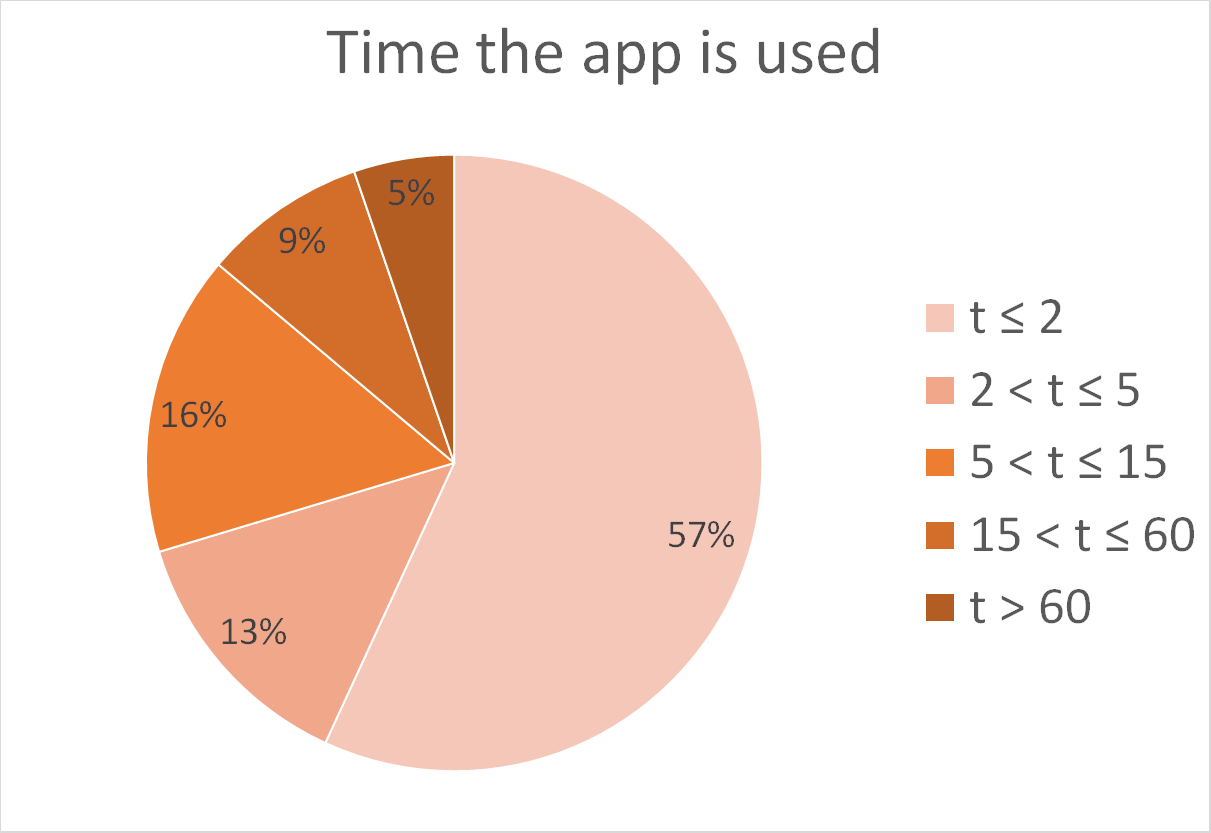 Time the app is used
5%
9%
16%
13%
57%
t ≤ 2
2 < t ≤ 5
5 < t ≤ 15
15 < t ≤ 60
t > 60